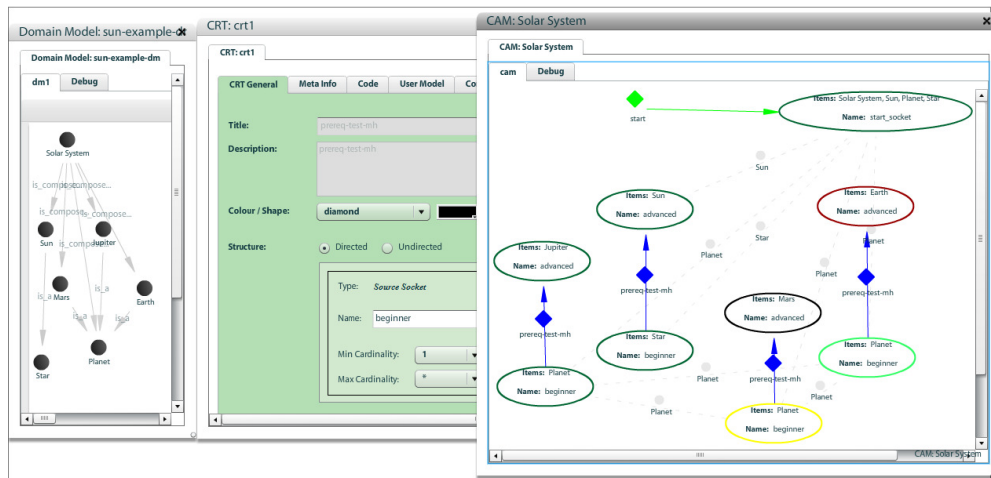 Domain Model: sun-example-d
Domain Model: sun-example-dm
dm1 Debug
Solar System
is_compose...
is_compose...
is_compose...
is_compose...
Sun
Jupiter
is_a
Mars
is_a
Earth
is_a
is_a
Star
Planet
CRT: crt1
CRT: crt1
CRT General Meta Info Code User Model Co
Title: prereq-test-mh
Description: prereq-test-mh
Colour / Shape: diamond
Structure: Directed Undirected
Type: Source Socket
Name: beginner
Min Cardinality: 1
Max Cardinality: *
CAM: Solar System
CAM: Solar System
cam Debug
start
Items: Solar System, Sun, Planet, Star
Name: start_socket
Sun
Items: Sun
Name: advanced
Items: Earth
Name: advanced
Star
Planet
Planet
Planet
Items: Jupiter
Name: advanced
prereq-test-mh
prereq-test-mh
Items: Mars
Name: advanced
prereq-test-mh
Items: Star
Name: beginner
Items: Planet
Name: beginner
prereq-test-mh
Items: Planet
Name: beginner
Planet
Planet
Planet
Items: Planet
Name: beginner
CAM: Solar System